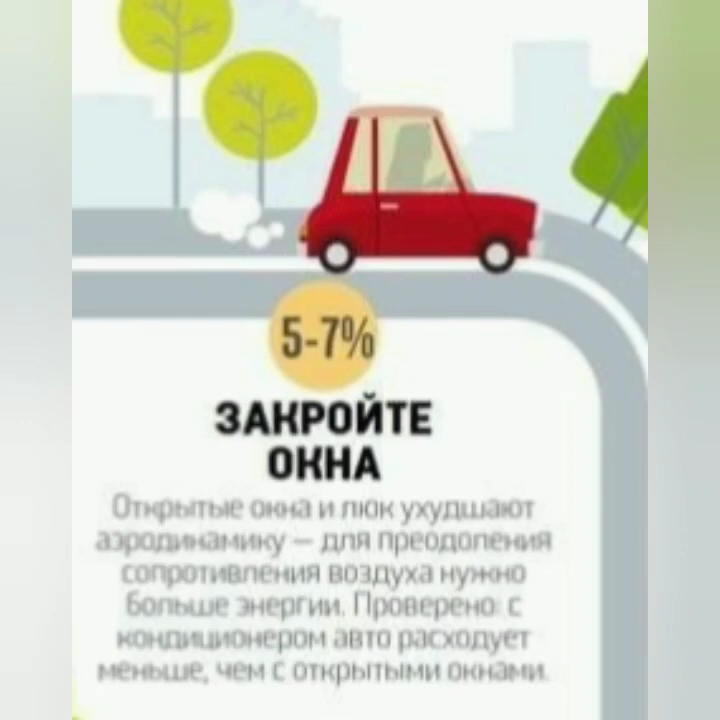 5-7%
ЗАКРОЙТЕ
ОКНА
Открытые окна и люк ухудшают
аэродинамику — для преодоления
сопротивления воздуха нужно
больше энергии. Проверено: с
кондиционером авто расходует
меньше, чем с открытыми окнами.